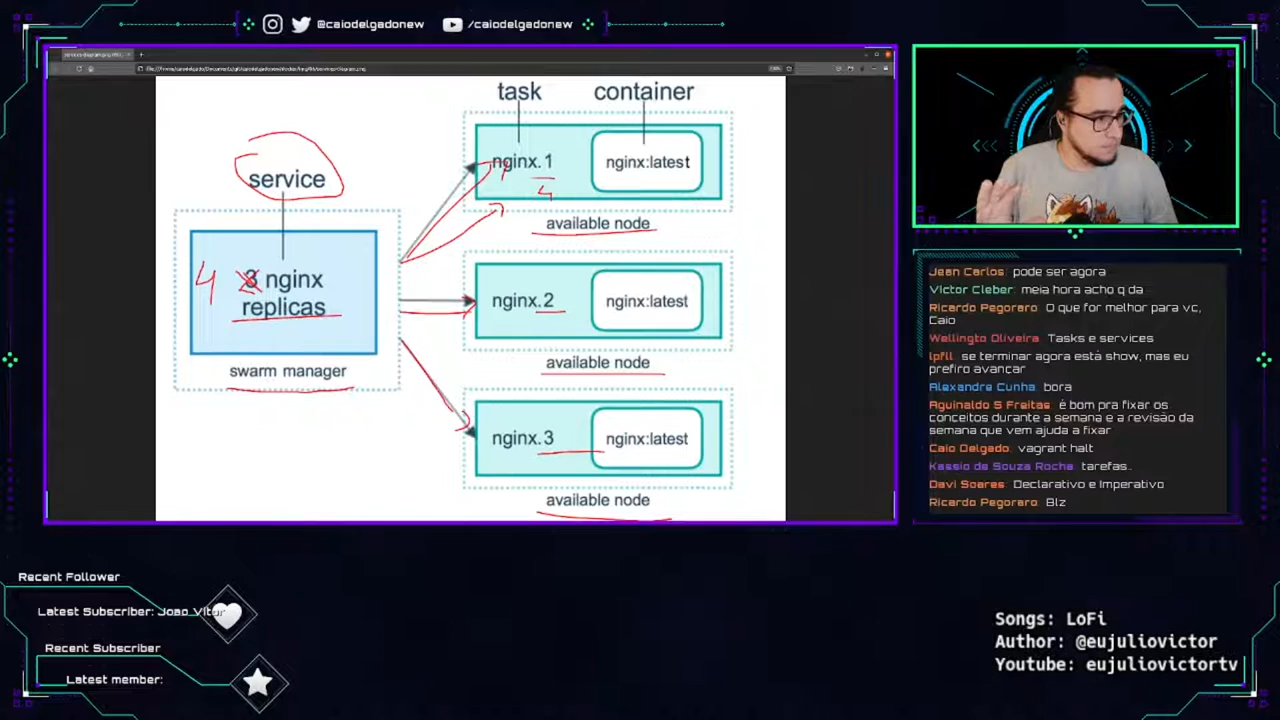 @caiodelgadonew /caiodelgadonew
task container
service
nginx.1 nginx:latest
4
available node
4 3 nginx
replicas
nginx.2 nginx:latest
swarm manager
available node
nginx.3 nginx:latest
available node
Jean Carlos: pode ser agora
Victor Cleber: meia hora acho q da
Ricardo Pegoraro: O que for melhor para vc,
Caio
Wellingto Oliveira: Tasks e services
lpfll: se terminar agora está show, mas eu
prefiro avancar
Alexandre Cunha: bora
Aguinaldo S Freitas: é bom pra fixar os
conceitos durante a semana e a revisão da
semana que vem ajuda a fixar
Caio Delgado: vagrant halt
Kassio de Souza Rocha: tarefas..
Davi Soares: Declarativo e Imperativo
Ricardo Pegoraro: Blz
Recent Follower
Latest Subscriber: Joao Vitor
Recent Subscriber
Latest member:
Songs: LoFi
Author: @eujuliovictor
Youtube: eujuliovictortv